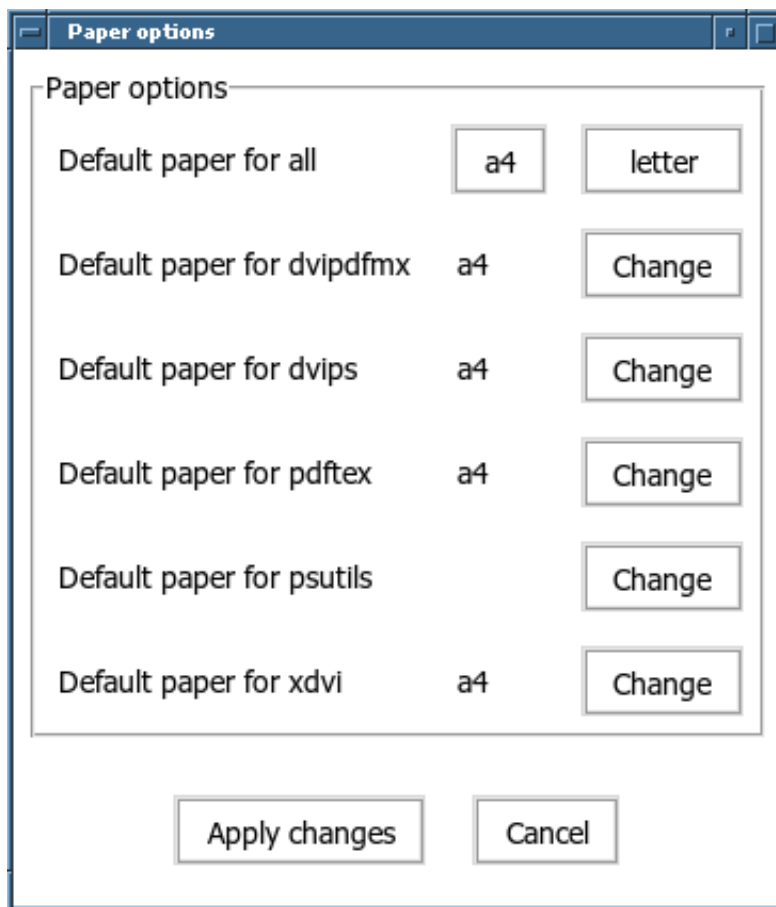 Paper options
Paper options
Default paper for all a4 letter
Default paper for dvipdfmx a4 Change
Default paper for dvips a4 Change
Default paper for pdftex a4 Change
Default paper for psutils Change
Default paper for xdvi a4 Change
Apply changes Cancel